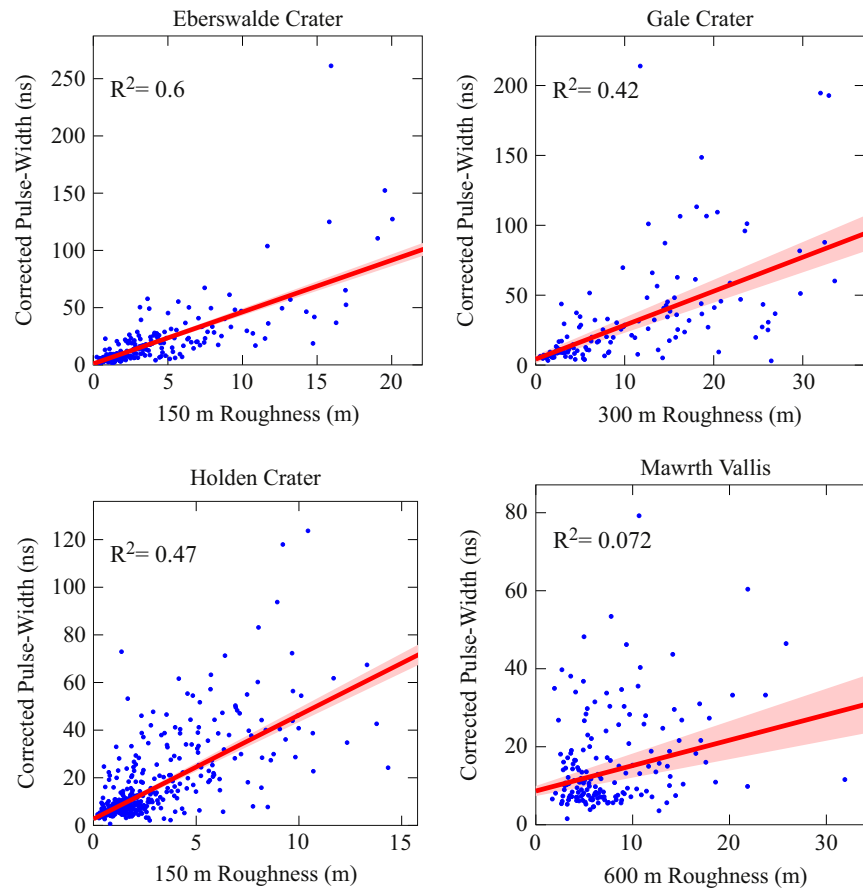 Eberswalde Crater
Corrected Pulse-Width (ns)
R²= 0.6
250
200
150
100
50
0
0 5 10 15 20
150 m Roughness (m)
Gale Crater
Corrected Pulse-Width (ns)
R²= 0.42
200
150
100
50
0
0 10 20 30
300 m Roughness (m)
Holden Crater
Corrected Pulse-Width (ns)
R²= 0.47
120
100
80
60
40
20
0
0 5 10 15
150 m Roughness (m)
Mawrth Vallis
Corrected Pulse-Width (ns)
R²= 0.072
80
60
40
20
0
0 10 20 30
600 m Roughness (m)